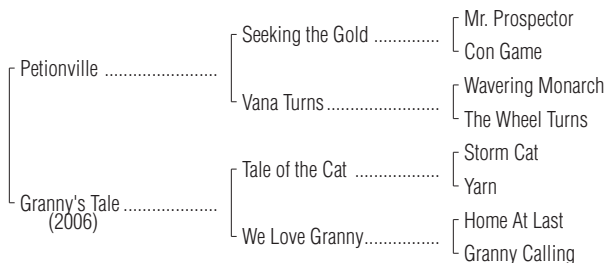 Mr. Prospector
Seeking the Gold ..............
Con Game
Petionville ........................
Wavering Monarch
Vana Turns ........................
The Wheel Turns
Storm Cat
Tale of the Cat ..................
Yarn
Granny's Tale ....................
(2006)
Home At Last
We Love Granny................
Granny Calling